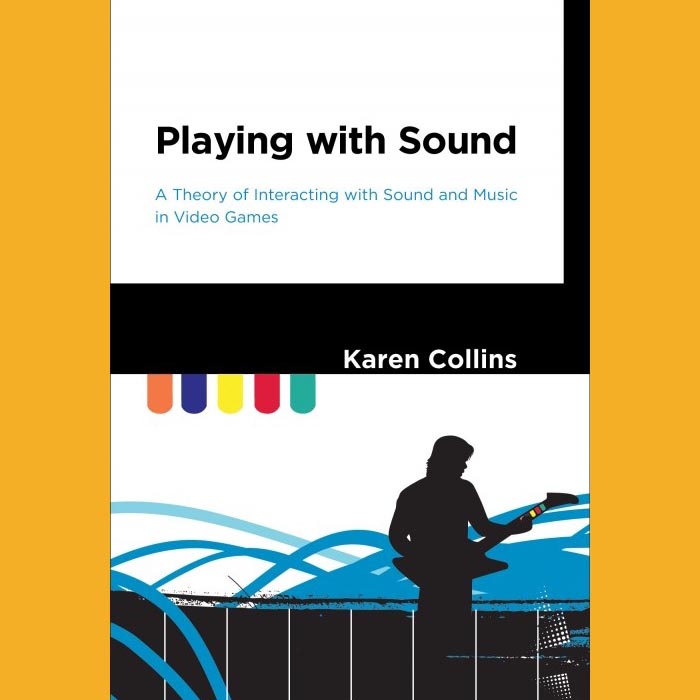 Playing with Sound
A Theory of Interacting with Sound and Music
in Video Games
Karen Collins